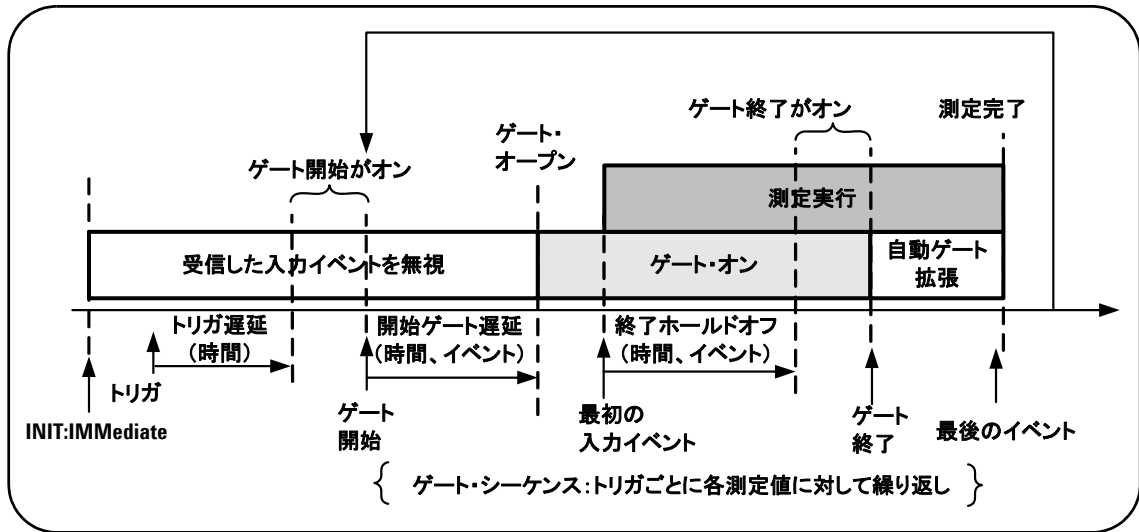 ゲート終了がオン
測定完了
ゲート・
オープン
ゲート開始がオン
測定実行
受信した入力イベントを無視
ゲート・オン
自動ゲート
拡張
トリガ遅延
（時間）
開始ゲート遅延
（時間、イベント）
終了ホールドオフ
（時間、イベント）
トリガ
INIT:IMMediate
ゲート
開始
最初の
入力イベント
ゲート
終了
最後のイベント
{ ゲート・シーケンス：トリガごとに各測定値に対して繰り返し }